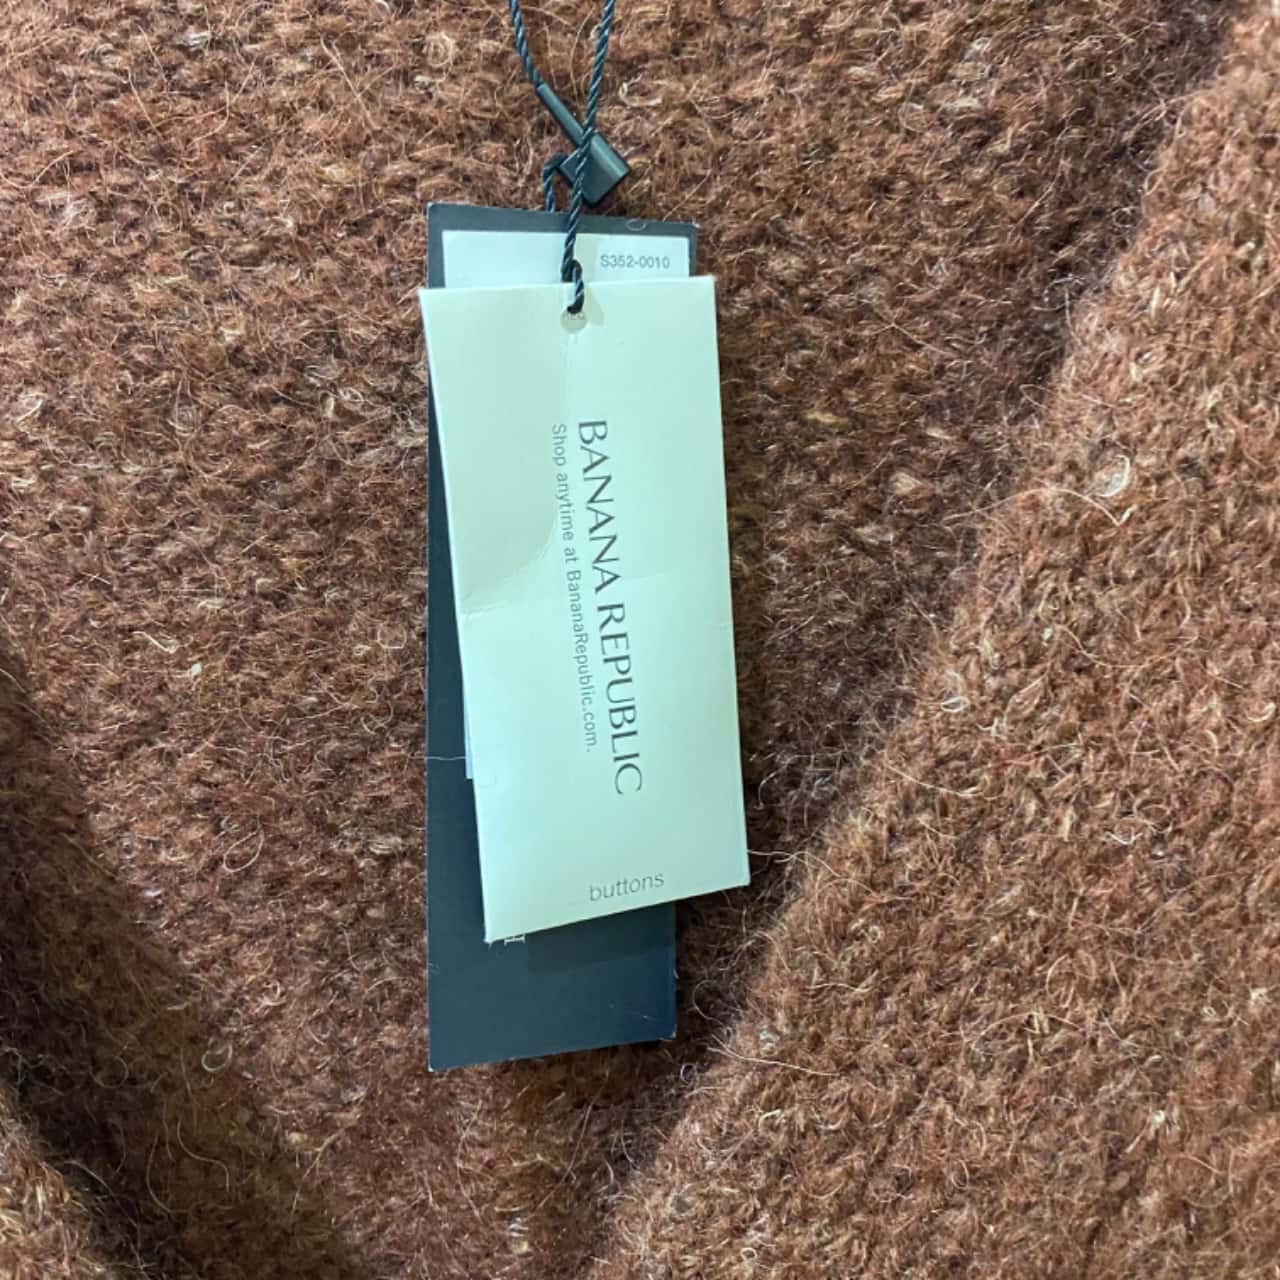 S352-0010
BANANA REPUBLIC
Shop anytime at BananaRepublic.com.
buttons